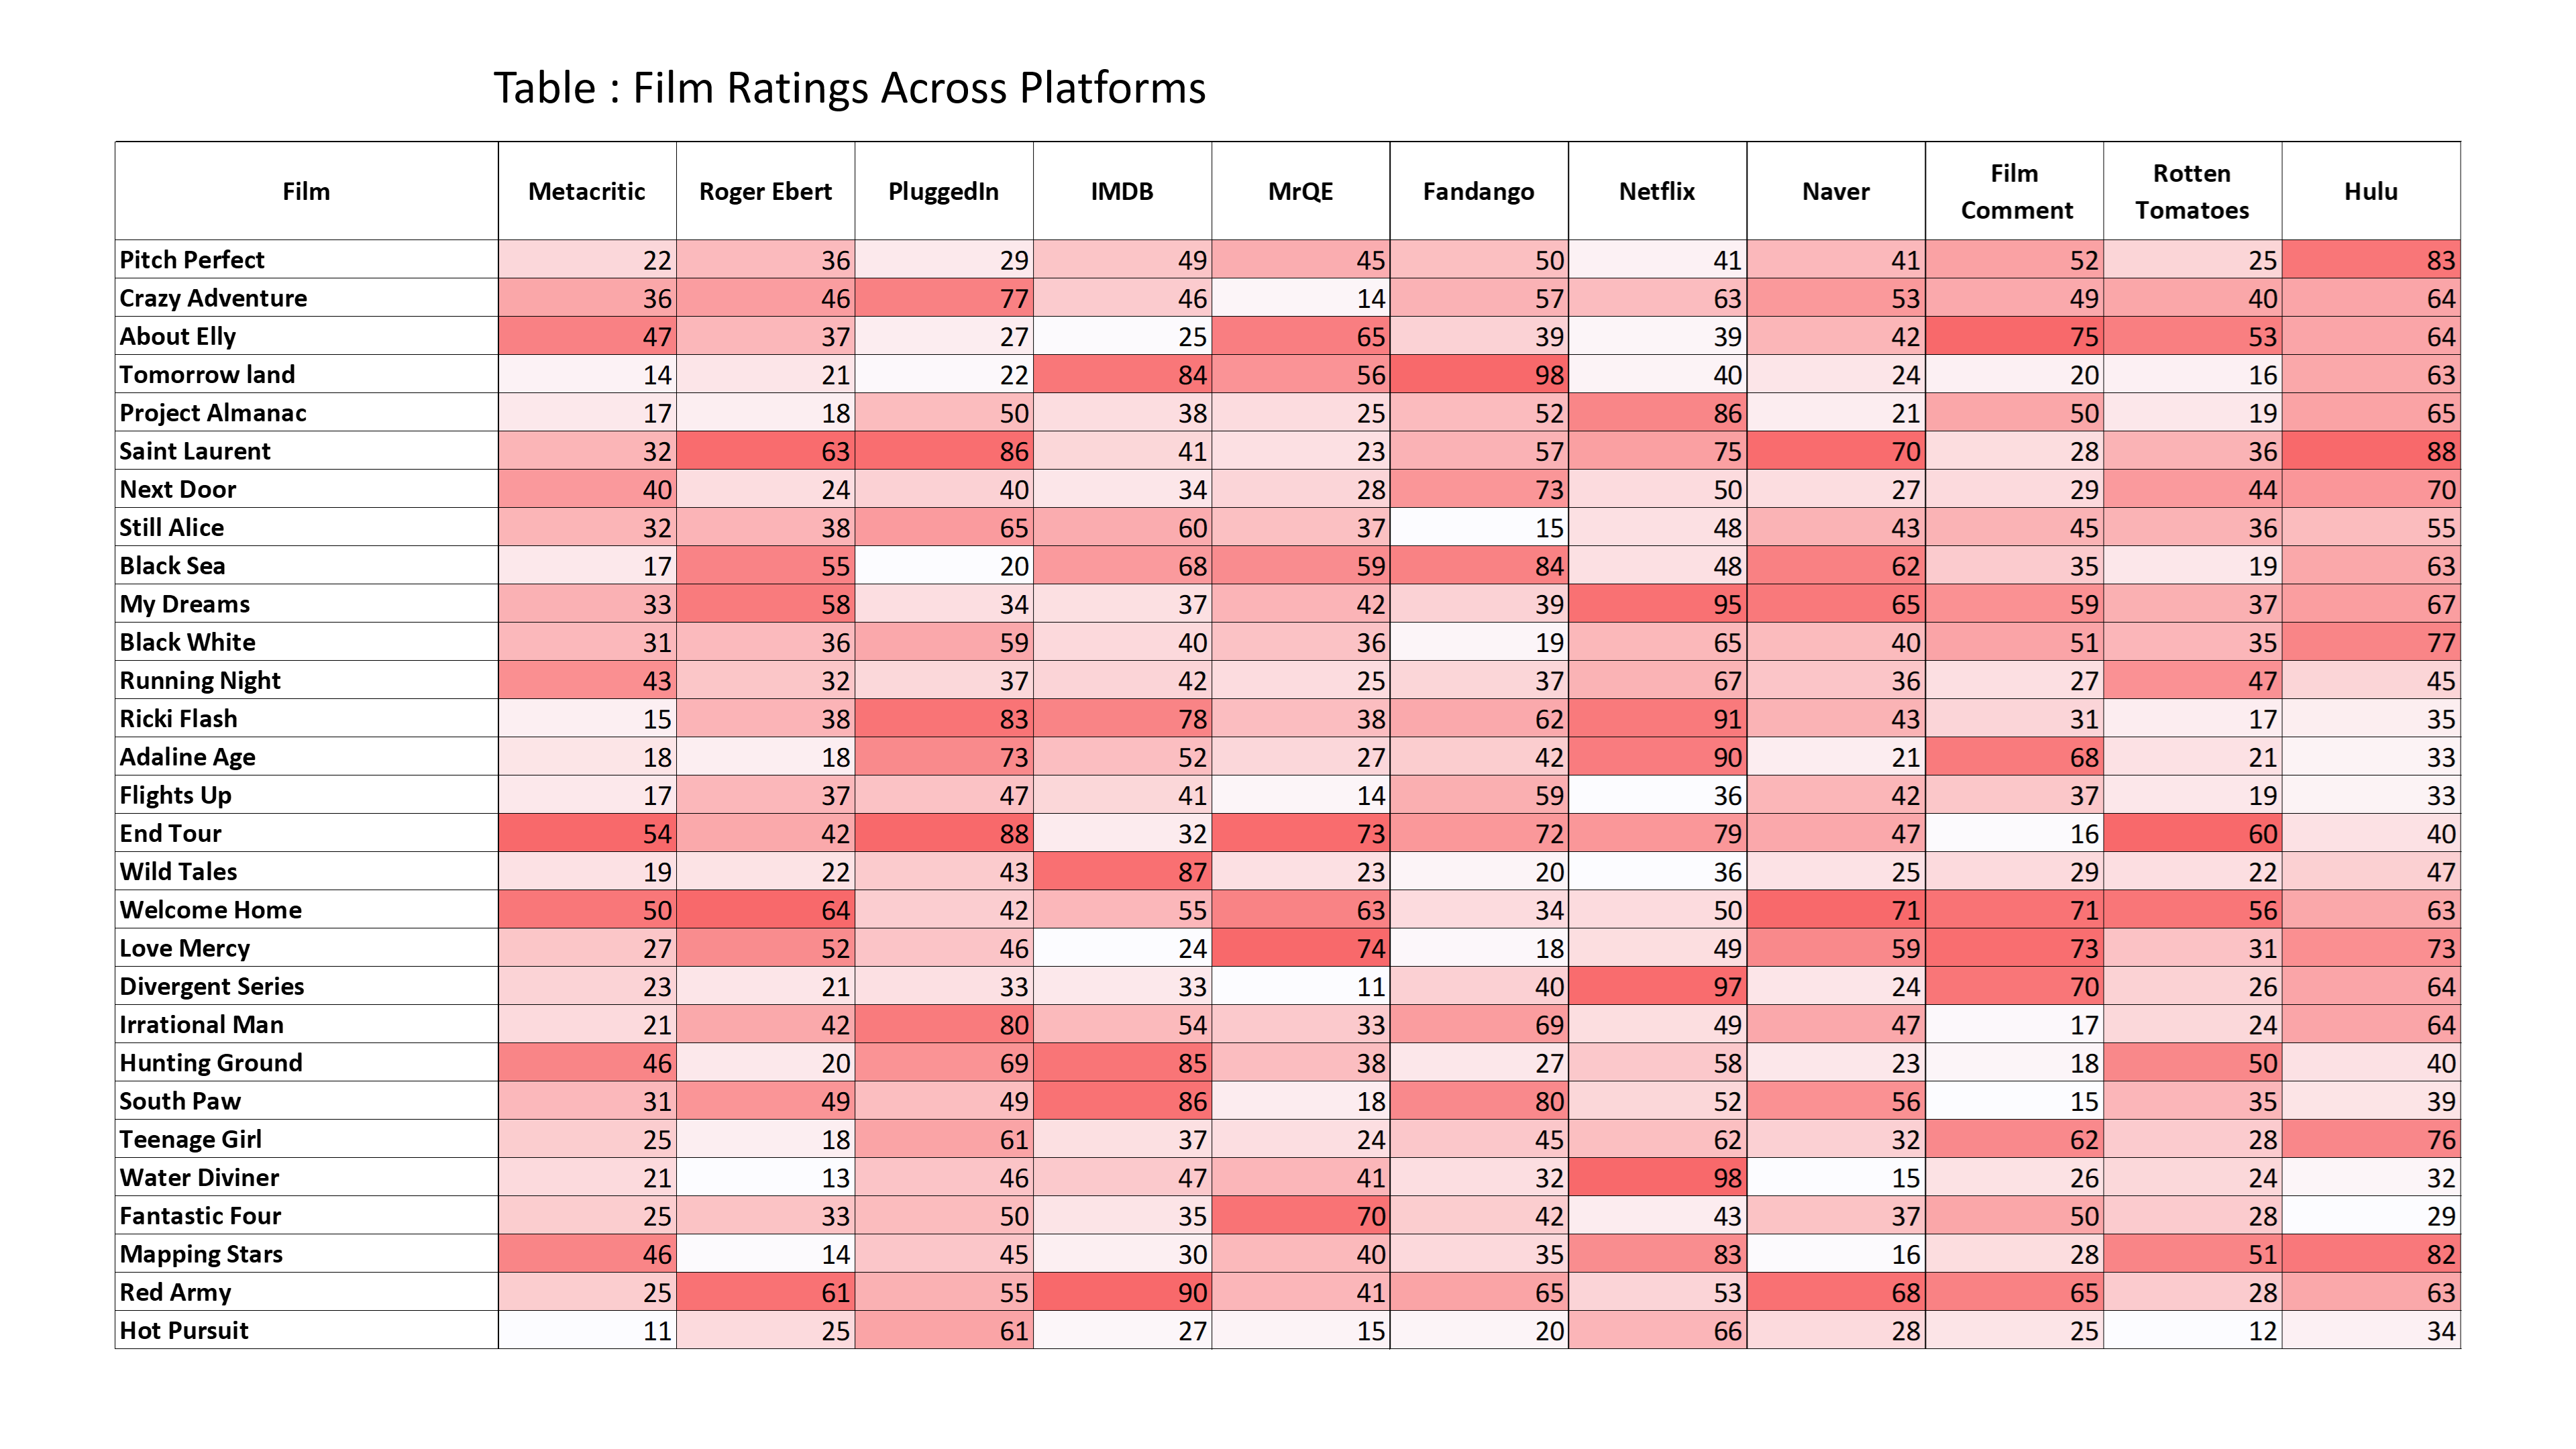 Table : Film Ratings Across Platforms
Film Metacritic Roger Ebert PluggedIn IMDB MrQE Fandango Netflix Naver Film Comment Rotten Tomatoes Hulu
Pitch Perfect 22 36 29 49 45 50 41 41 52 25 83
Crazy Adventure 36 46 77 46 14 57 63 53 49 40 64
About Elly 47 37 27 25 65 39 39 42 75 53 64
Tomorrow land 14 21 22 84 56 98 40 24 20 16 63
Project Almanac 17 18 50 38 25 52 86 21 50 19 65
Saint Laurent 32 63 86 41 23 57 75 70 28 36 88
Next Door 40 24 40 34 28 73 50 27 29 44 70
Still Alice 32 38 65 60 37 15 48 43 45 36 55
Black Sea 17 55 20 68 59 84 48 62 35 19 63
My Dreams 33 58 34 37 42 39 95 65 59 37 67
Black White 31 36 59 40 36 19 65 40 51 35 77
Running Night 43 32 37 42 25 37 67 36 27 47 45
Ricki Flash 15 38 83 78 38 62 91 43 31 17 35
Adaline Age 18 18 73 52 27 42 90 21 68 21 33
Flights Up 17 37 47 41 14 59 36 42 37 19 33
End Tour 54 42 88 32 73 72 79 47 16 60 40
Wild Tales 19 22 43 87 23 20 36 25 29 22 47
Welcome Home 50 64 42 55 63 34 50 71 71 56 63
Love Mercy 27 52 46 24 74 18 49 59 73 31 73
Divergent Series 23 21 33 33 11 40 97 24 70 26 64
Irrational Man 21 42 80 54 33 69 49 47 17 24 64
Hunting Ground 46 20 69 85 38 27 58 23 18 50 40
South Paw 31 49 49 86 18 80 52 56 15 35 39
Teenage Girl 25 18 61 37 24 45 62 32 62 28 76
Water Diviner 21 13 46 47 41 32 98 15 26 24 32
Fantastic Four 25 33 50 35 70 42 43 37 50 28 29
Mapping Stars 46 14 45 30 40 35 83 16 28 51 82
Red Army 25 61 55 90 41 65 53 68 65 28 63
Hot Pursuit 11 25 61 27 15 20 66 28 25 12 34